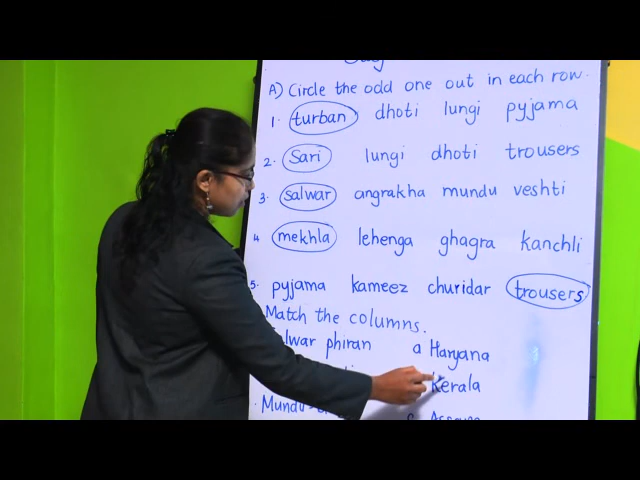 A) Circle the odd one out in each row.
1. turban dhoti lungi pyjama
2. Sari lungi dhoti trousers
3. salwar angrakha mundu veshti
4 mekhla lehenga ghagra kanchli
5. pyjama kameez churidar trousers
Match the columns.
phiran a Haryana
Kerala
Mundu